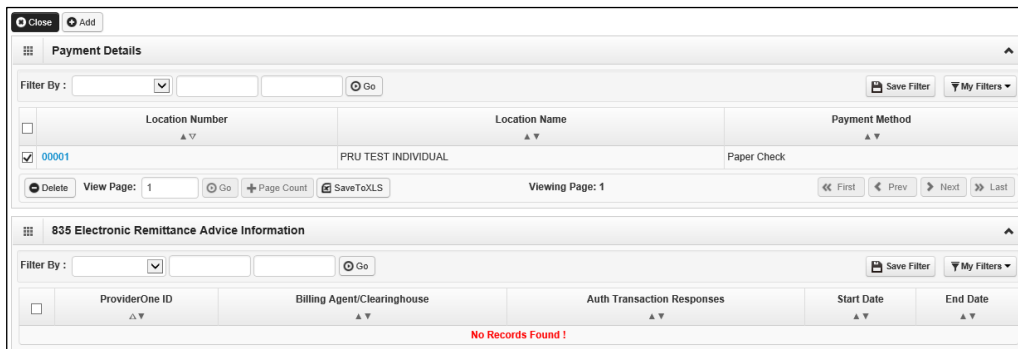 Close Add
Payment Details
Filter By : Go Save Filter My Filters
Location Number Location Name Payment Method
00001 PRU TEST INDIVIDUAL Paper Check
Delete View Page: 1 Go Page Count SaveToXLS Viewing Page: 1 First Prev Next Last
835 Electronic Remittance Advice Information
Filter By : Go Save Filter My Filters
ProviderOne ID Billing Agent/Clearinghouse Auth Transaction Responses Start Date End Date
No Records Found !